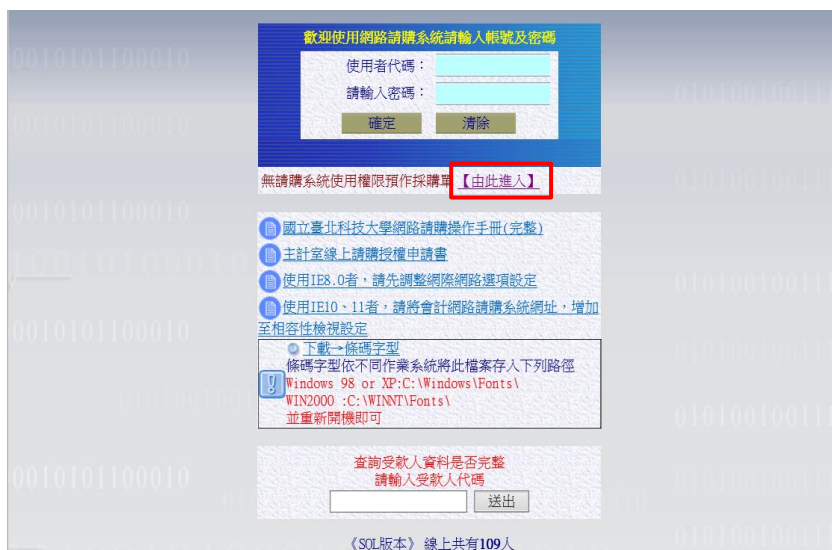 歡迎使用網路請購系統請輸入帳號及密碼
使用者代碼：
請輸入密碼：
確定 清除
無請購系統使用權限預作採購單【由此進入】
國立臺北科技大學網路請購操作手冊(完整)
主計室線上請購授權申請書
使用IE8.0者，請先調整網際網路選項設定
使用IE10、11者，請將會計網路請購系統網址，增加
至相容性檢視設定
下載→條碼字型
條碼字型依不同作業系統將此檔案存入下列路徑
Windows 98 or XP:C:\Windows\Fonts\
WIN2000 :C:\WINNT\Fonts\
並重新開機即可
查詢受款人資料是否完整
請輸入受款人代碼
送出
《SQL版本》 線上共有109人